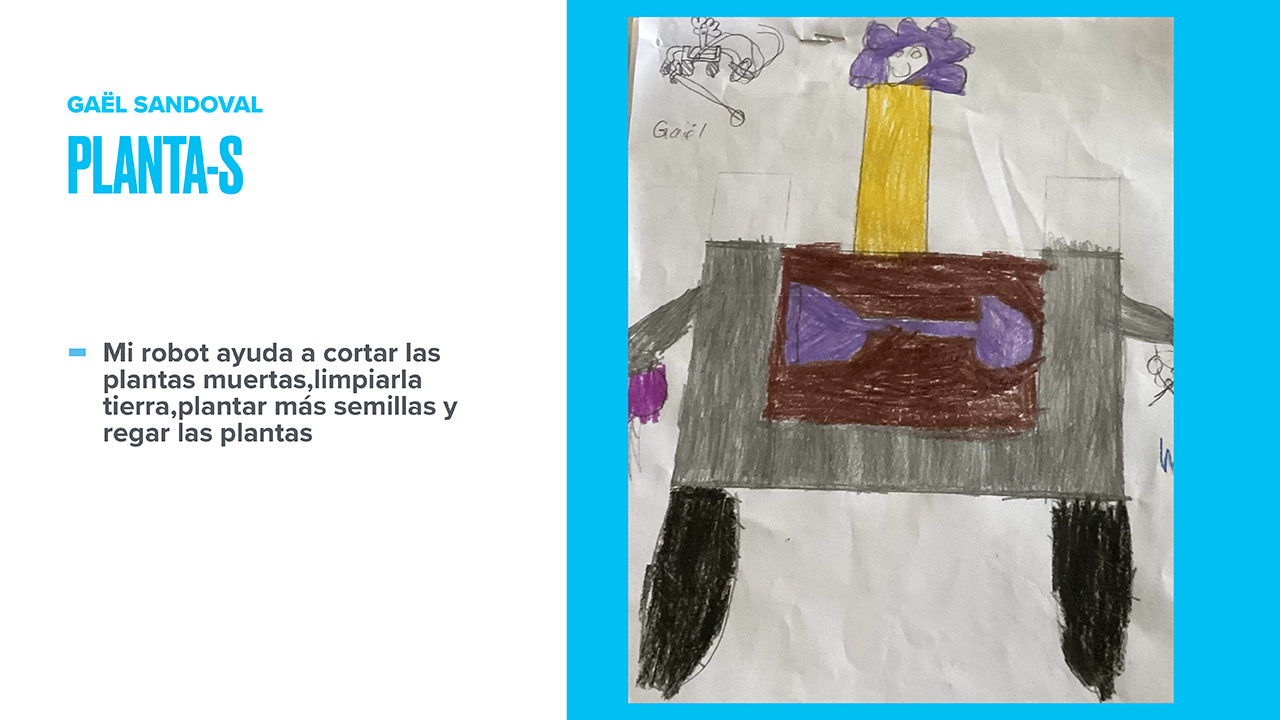 GAËL SANDOVAL
PLANTA-S
Mi robot ayuda a cortar las
plantas muertas,limpiarla
tierra,plantar más semillas y
regar las plantas
Gaël